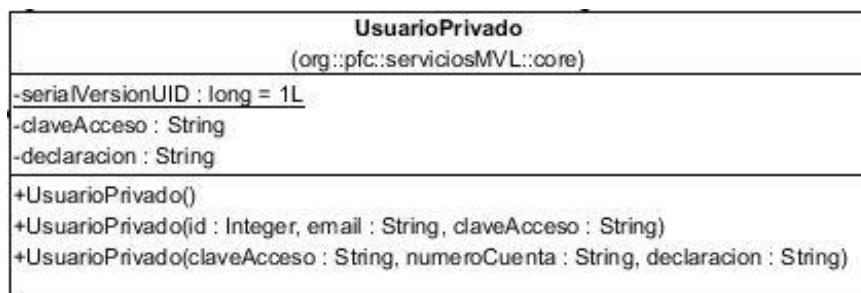 UsuarioPrivado
(org::pfc::serviciosMVL::core)
-serialVersionUID : long = 1L
-claveAcceso : String
-declaracion : String
+UsuarioPrivado()
+UsuarioPrivado(id : Integer, email : String, claveAcceso : String)
+UsuarioPrivado(claveAcceso : String, numeroCuenta : String, declaracion : String)